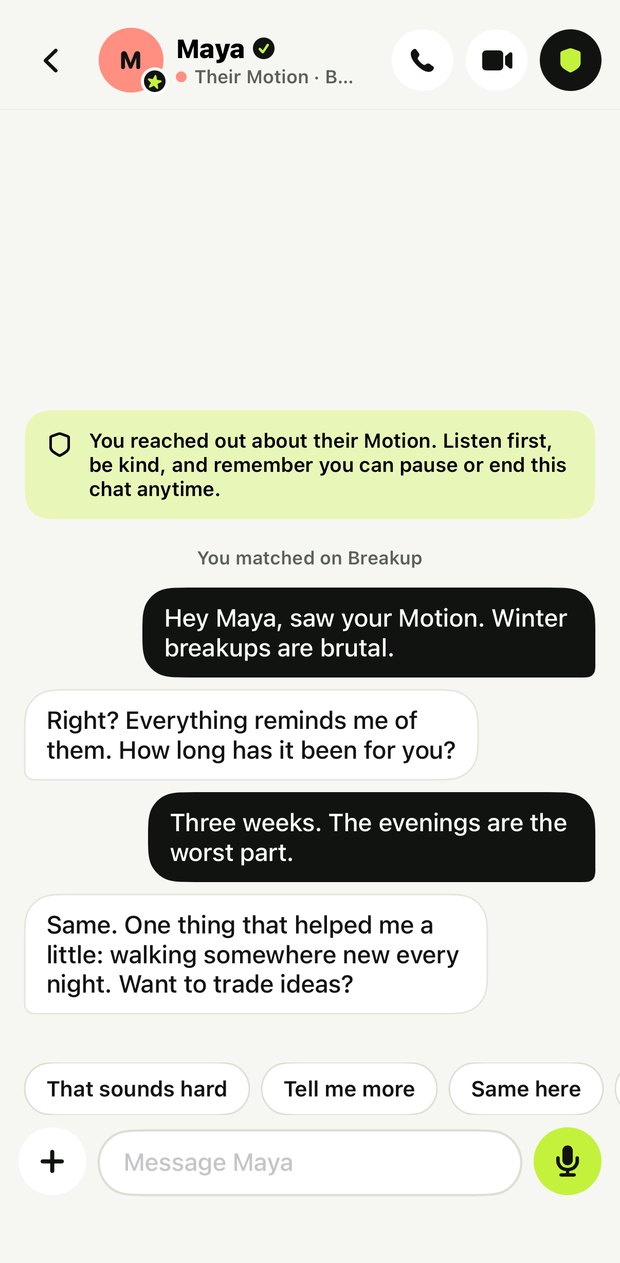 M
Maya
Their Motion · B...
You reached out about their Motion. Listen first,
be kind, and remember you can pause or end this
chat anytime.
You matched on Breakup
Hey Maya, saw your Motion. Winter
breakups are brutal.
Right? Everything reminds me of
them. How long has it been for you?
Three weeks. The evenings are the
worst part.
Same. One thing that helped me a
little: walking somewhere new every
night. Want to trade ideas?
That sounds hard
Tell me more
Same here
Message Maya